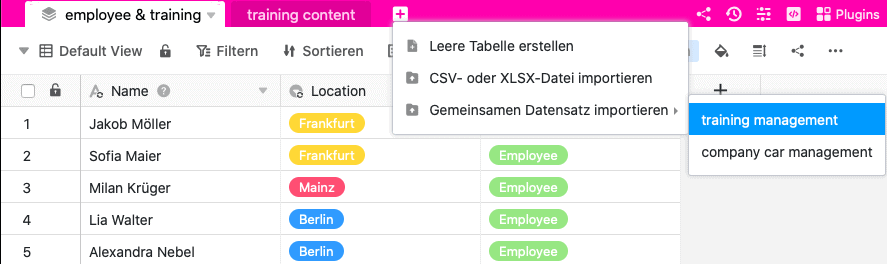 employee & training
training content
Plugins
Default View
Filtern
Sortieren
Leere Tabelle erstellen
CSV- oder XLSX-Datei importieren
Gemeinsamen Datensatz importieren
training management
company car management
Name
Location
1 Jakob Möller Frankfurt
2 Sofia Maier Frankfurt Employee
3 Milan Krüger Mainz Employee
4 Lia Walter Berlin Employee
5 Alexandra Nebel Berlin Employee